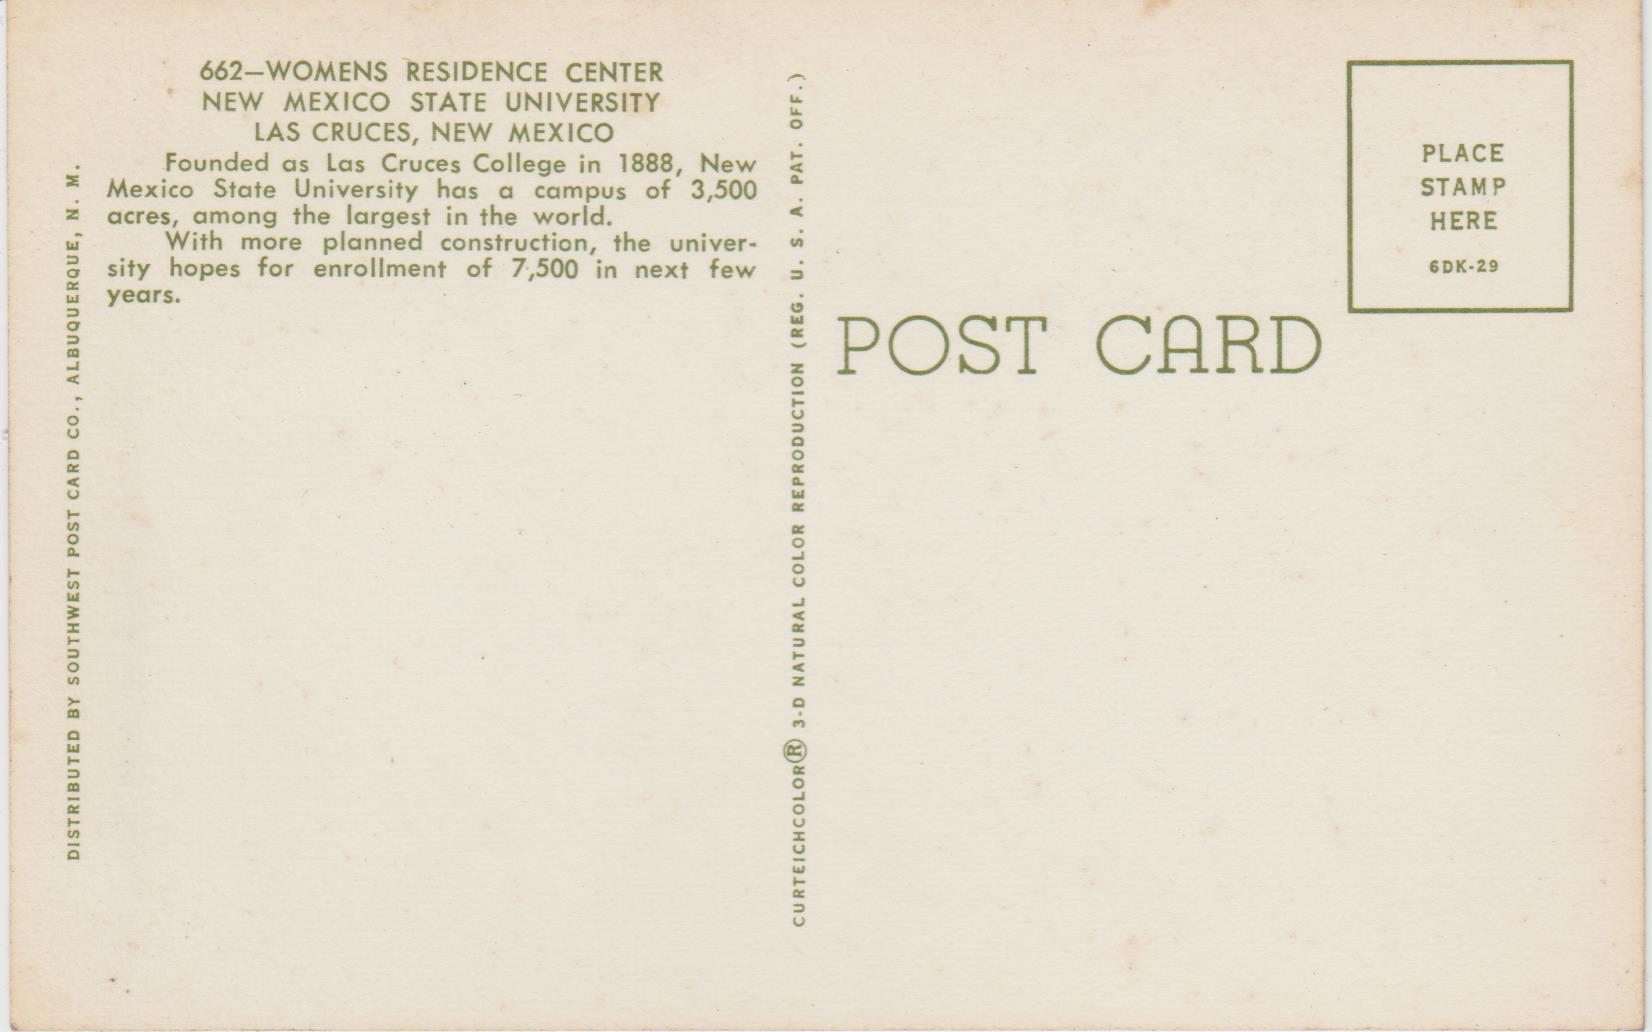 662—WOMENS RESIDENCE CENTER
NEW MEXICO STATE UNIVERSITY
LAS CRUCES, NEW MEXICO
Founded as Las Cruces College in 1888, New
Mexico State University has a campus of 3,500
acres, among the largest in the world.
With more planned construction, the univer-
sity hopes for enrollment of 7,500 in next few
years.
DISTRIBUTED BY SOUTHWEST POST CARD CO., ALBUQUERQUE, N. M.
CURTEICHCOLOR® 3-D NATURAL COLOR REPRODUCTION (REG. U. S. A. PAT. OFF.)
POST CARD
PLACE
STAMP
HERE
6DK-29